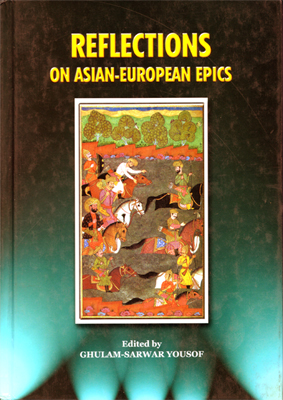 REFLECTIONS
ON ASIAN-EUROPEAN EPICS
Edited by
GHULAM-SARWAR YOUSOF